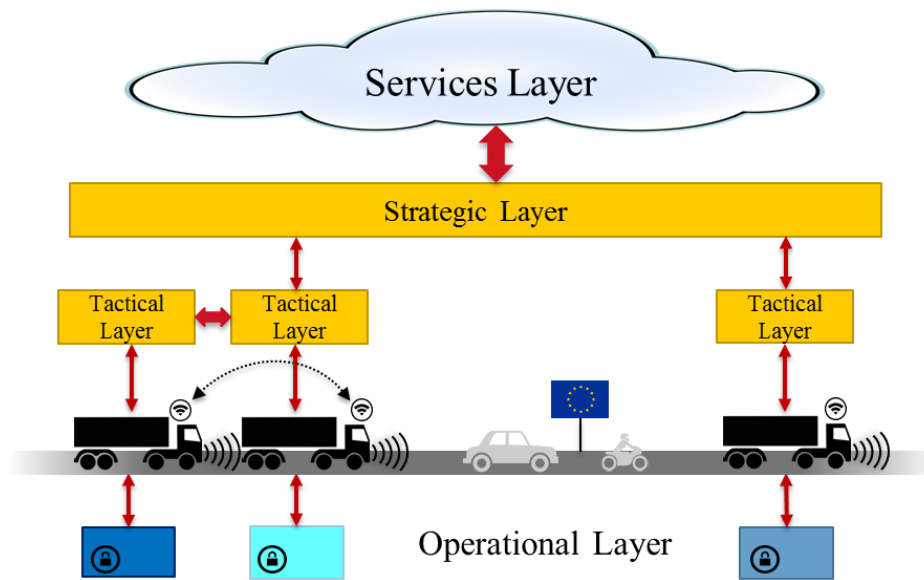 Services Layer
Strategic Layer
Tactical
Layer
Tactical
Layer
Tactical
Layer
Operational Layer